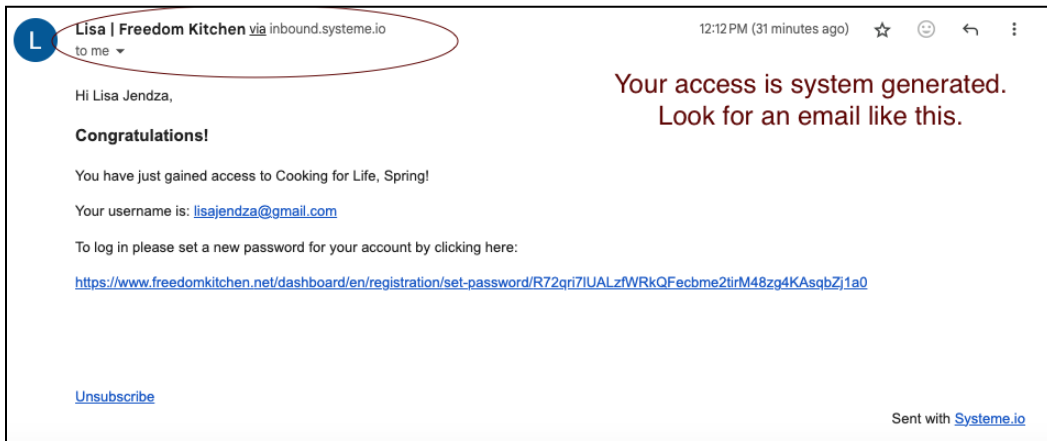 L
Lisa | Freedom Kitchen via inbound.systeme.io
12:12 PM (31 minutes ago)
to me
Your access is system generated.
Look for an email like this.
Hi Lisa Jendza,
Congratulations!
You have just gained access to Cooking for Life, Spring!
Your username is: lisajendza@gmail.com
To log in please set a new password for your account by clicking here:
https://www.freedomkitchen.net/dashboard/en/registration/set-password/R72qri7lUALzfWRkQFecbme2tirM48zg4KAsqbZj1a0
Unsubscribe
Sent with Systeme.io